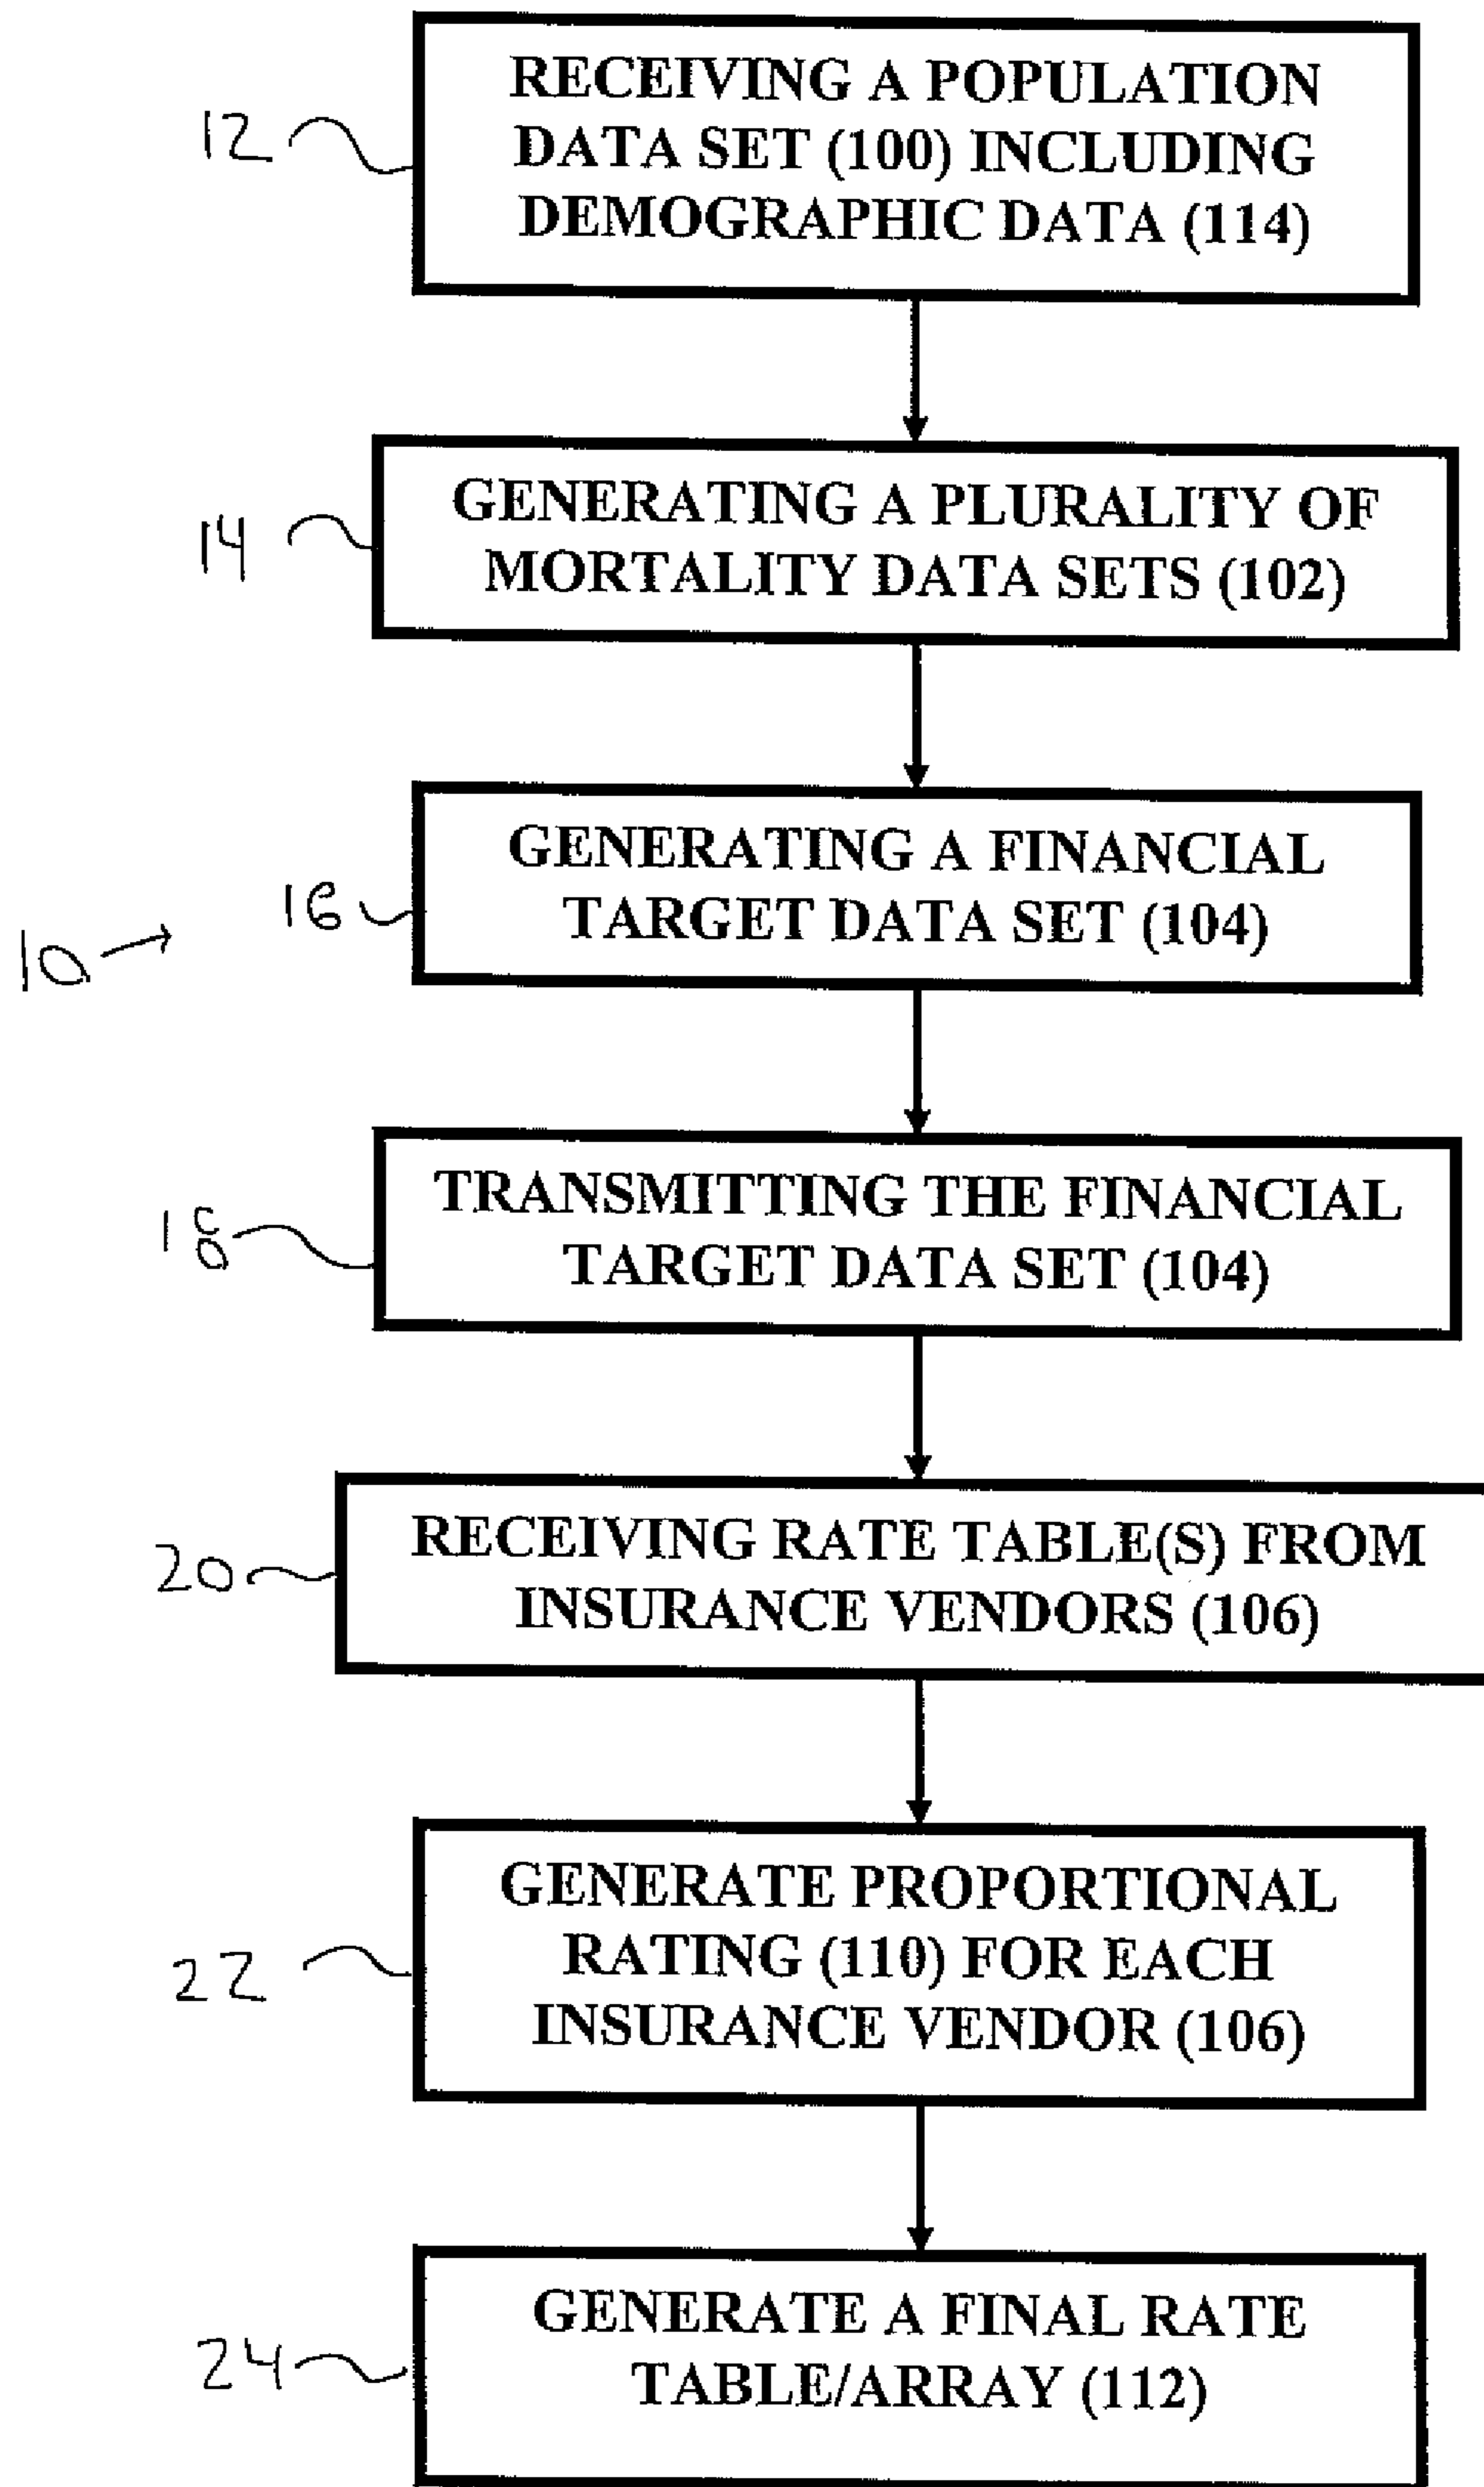 RECEIVING A POPULATION
DATA SET (100) INCLUDING
DEMOGRAPHIC DATA (114)
12
GENERATING A PLURALITY OF
MORTALITY DATA SETS (102)
14
GENERATING A FINANCIAL
TARGET DATA SET (104)
16
10
TRANSMITTING THE FINANCIAL
TARGET DATA SET (104)
18
RECEIVING RATE TABLE(S) FROM
INSURANCE VENDORS (106)
20
GENERATE PROPORTIONAL
RATING (110) FOR EACH
INSURANCE VENDOR (106)
22
GENERATE A FINAL RATE
TABLE/ARRAY (112)
24